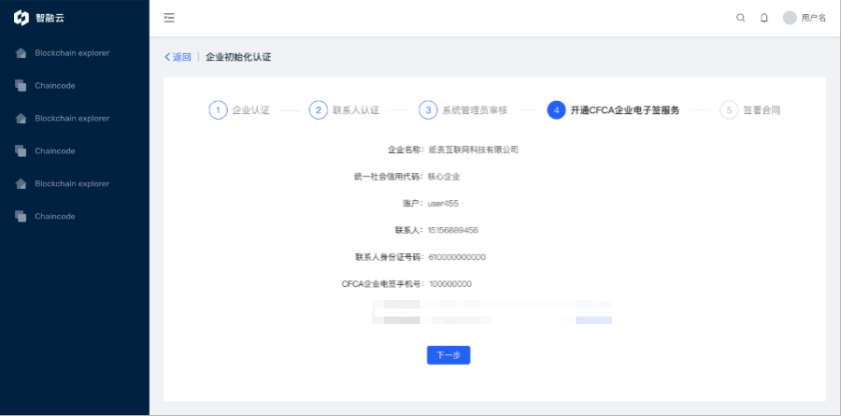 智融云
用户名
Blockchain explorer
返回 | 企业初始化认证
Chaincode
1 企业认证 2 联系人认证 3 系统管理员审核 4 开通CFCA企业电子签服务 5 签署合同
Blockchain explorer
企业名称: 纸贵互联网科技有限公司
Chaincode
统一社会信用代码: 核心企业
Blockchain explorer
账户: user455
Chaincode
联系人: 15156889456
联系人身份证号码: 610000000000
CFCA企业电签手机号: 100000000
下一步